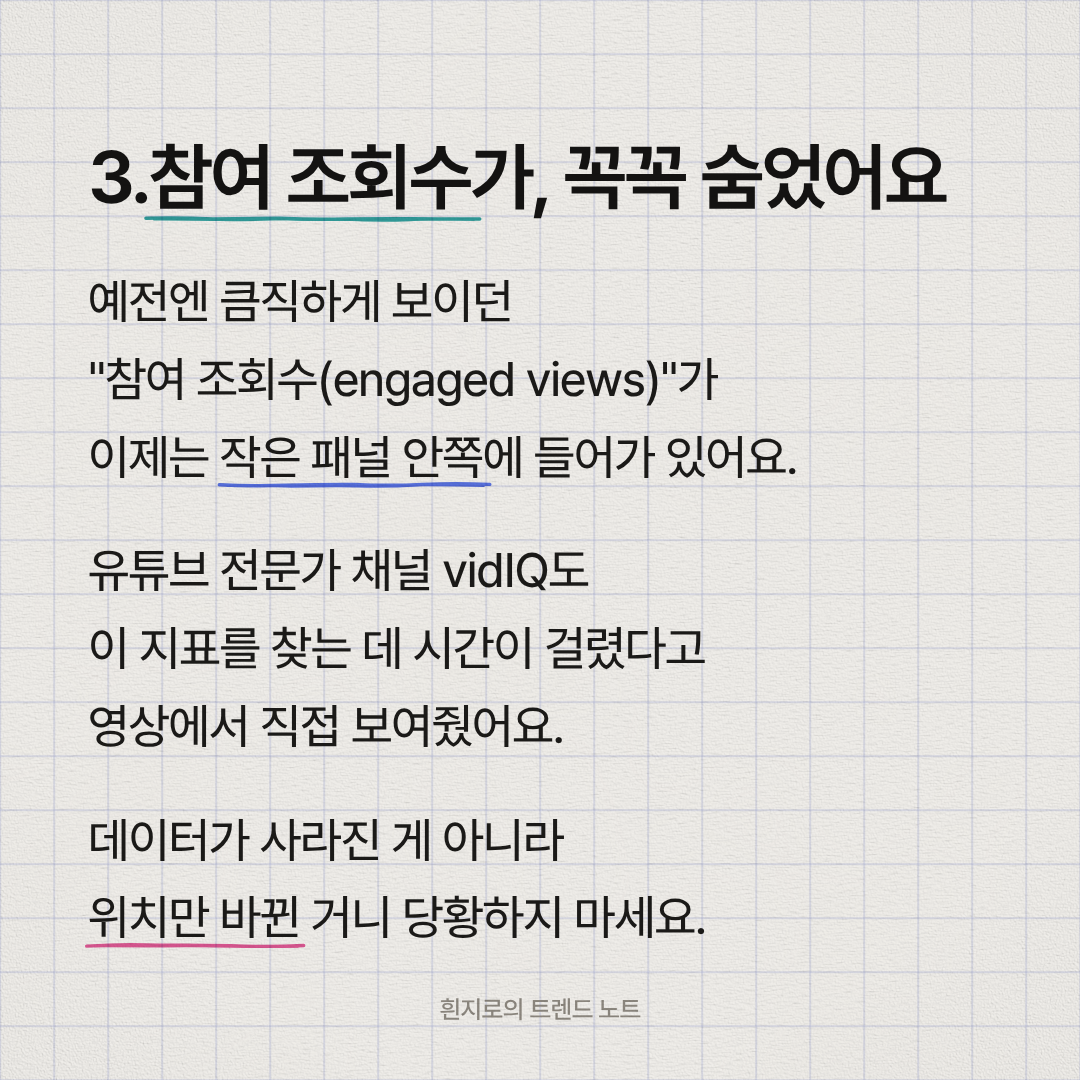 3.참여 조회수가, 꼭꼭 숨었어요
예전엔 큼직하게 보이던
"참여 조회수(engaged views)"가
이제는 작은 패널 안쪽에 들어가 있어요.
유튜브 전문가 채널 vidIQ도
이 지표를 찾는 데 시간이 걸렸다고
영상에서 직접 보여줬어요.
데이터가 사라진 게 아니라
위치만 바뀐 거니 당황하지 마세요.
흰지로의 트렌드 노트